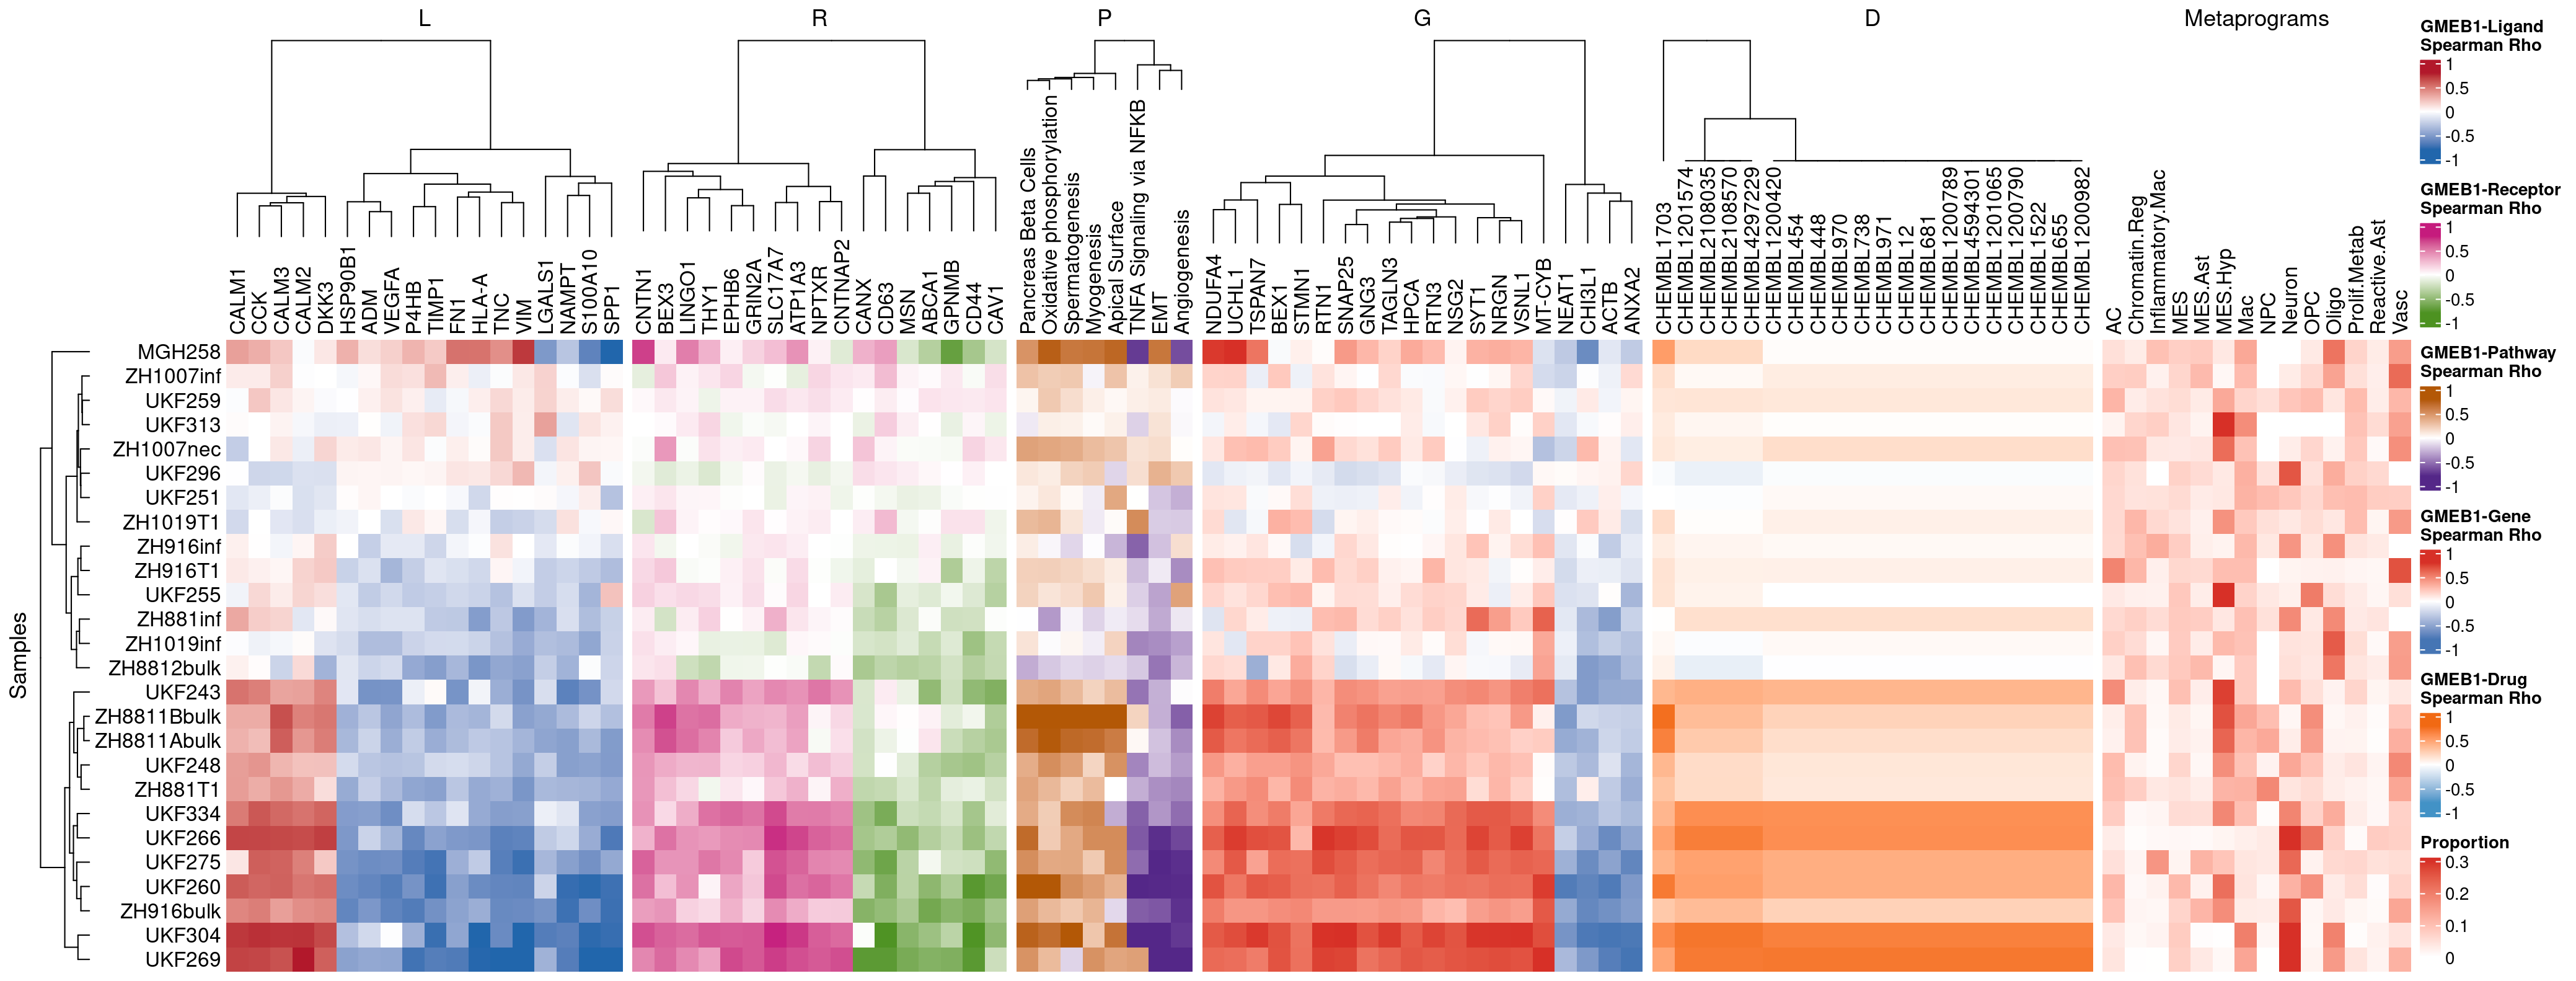 L
R
P
G
D
Metaprograms
CALM1
CCK
CALM3
CALM2
DKK3
HSP90B1
ADM
VEGFA
P4HB
TIMP1
FN1
HLA-A
TNC
VIM
LGALS1
NAMPT
S100A10
SPP1
CNTN1
BEX3
LINGO1
THY1
EPHB6
GRIN2A
SLC17A7
ATP1A3
NPTXR
CNTNAP2
CANX
CD63
MSN
ABCA1
GPNMB
CD44
CAV1
Pancreas Beta Cells
Oxidative phosphorylation
Spermatogenesis
Myogenesis
Apical Surface
TNFA Signaling via NFKB
EMT
Angiogenesis
NDUFA4
UCHL1
TSPAN7
BEX1
STMN1
RTN1
SNAP25
GNG3
TAGLN3
HPCA
RTN3
NSG2
SYT1
NRGN
VSNL1
MT-CYB
NEAT1
CHI3L1
ACTB
ANXA2
CHEMBL1703
CHEMBL1201574
CHEMBL2108035
CHEMBL2108570
CHEMBL4297229
CHEMBL1200420
CHEMBL454
CHEMBL448
CHEMBL970
CHEMBL738
CHEMBL971
CHEMBL12
CHEMBL681
CHEMBL1200789
CHEMBL4594301
CHEMBL1201065
CHEMBL1200790
CHEMBL1522
CHEMBL655
CHEMBL1200982
AC
Chromatin.Reg
Inflammatory.Mac
MES
MES.Ast
MES.Hyp
Mac
NPC
Neuron
OPC
Oligo
Prolif.Metab
Reactive.Ast
Vasc
Samples
MGH258
ZH1007inf
UKF259
UKF313
ZH1007nec
UKF296
UKF251
ZH1019T1
ZH916inf
ZH916T1
UKF255
ZH881inf
ZH1019inf
ZH8812bulk
UKF243
ZH8811Bbulk
ZH8811Abulk
UKF248
ZH881T1
UKF334
UKF266
UKF275
UKF260
ZH916bulk
UKF304
UKF269
GMEB1-Ligand
Spearman Rho
1
0.5
0
-0.5
-1
GMEB1-Receptor
Spearman Rho
1
0.5
0
-0.5
-1
GMEB1-Pathway
Spearman Rho
1
0.5
0
-0.5
-1
GMEB1-Gene
Spearman Rho
1
0.5
0
-0.5
-1
GMEB1-Drug
Spearman Rho
1
0.5
0
-0.5
-1
Proportion
0.3
0.2
0.1
0